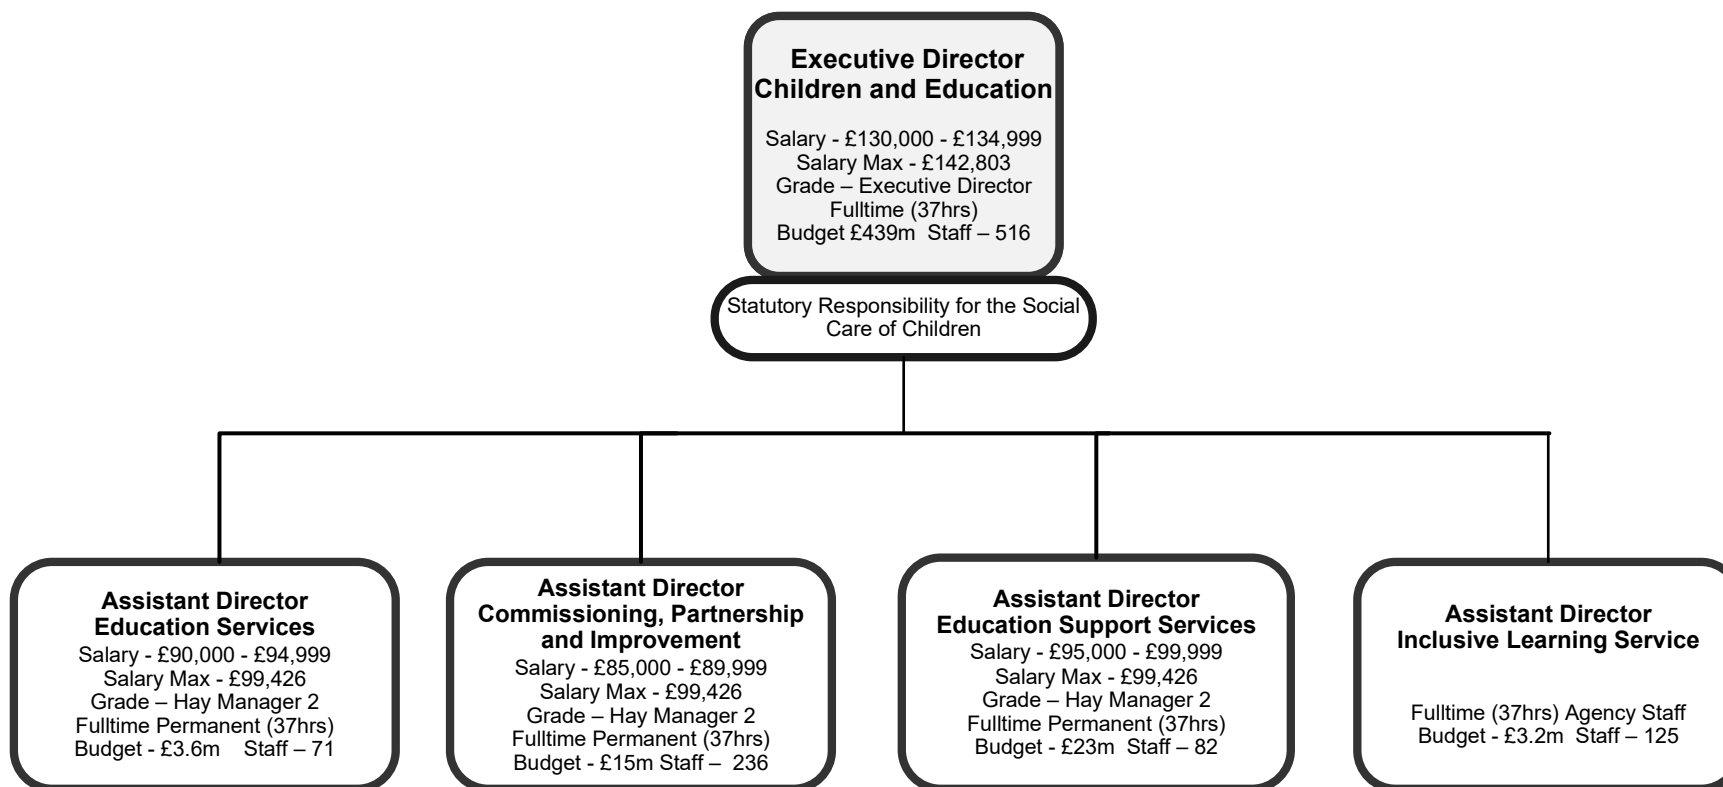 Executive Director
Children and Education
Salary - £130,000 - £134,999
Salary Max - £142,803
Grade – Executive Director
Fulltime (37hrs)
Budget £439m  Staff – 516
Statutory Responsibility for the Social
Care of Children
Assistant Director
Education Services
Salary - £90,000 - £94,999
Salary Max - £99,426
Grade – Hay Manager 2
Fulltime Permanent (37hrs)
Budget - £3.6m    Staff – 71
Assistant Director
Commissioning, Partnership
and Improvement
Salary - £85,000 - £89,999
Salary Max - £99,426
Grade – Hay Manager 2
Fulltime Permanent (37hrs)
Budget - £15m Staff –  236
Assistant Director
Education Support Services
Salary - £95,000 - £99,999
Salary Max - £99,426
Grade – Hay Manager 2
Fulltime Permanent (37hrs)
Budget - £23m  Staff – 82
Assistant Director
Inclusive Learning Service
Fulltime (37hrs) Agency Staff
Budget - £3.2m  Staff – 125